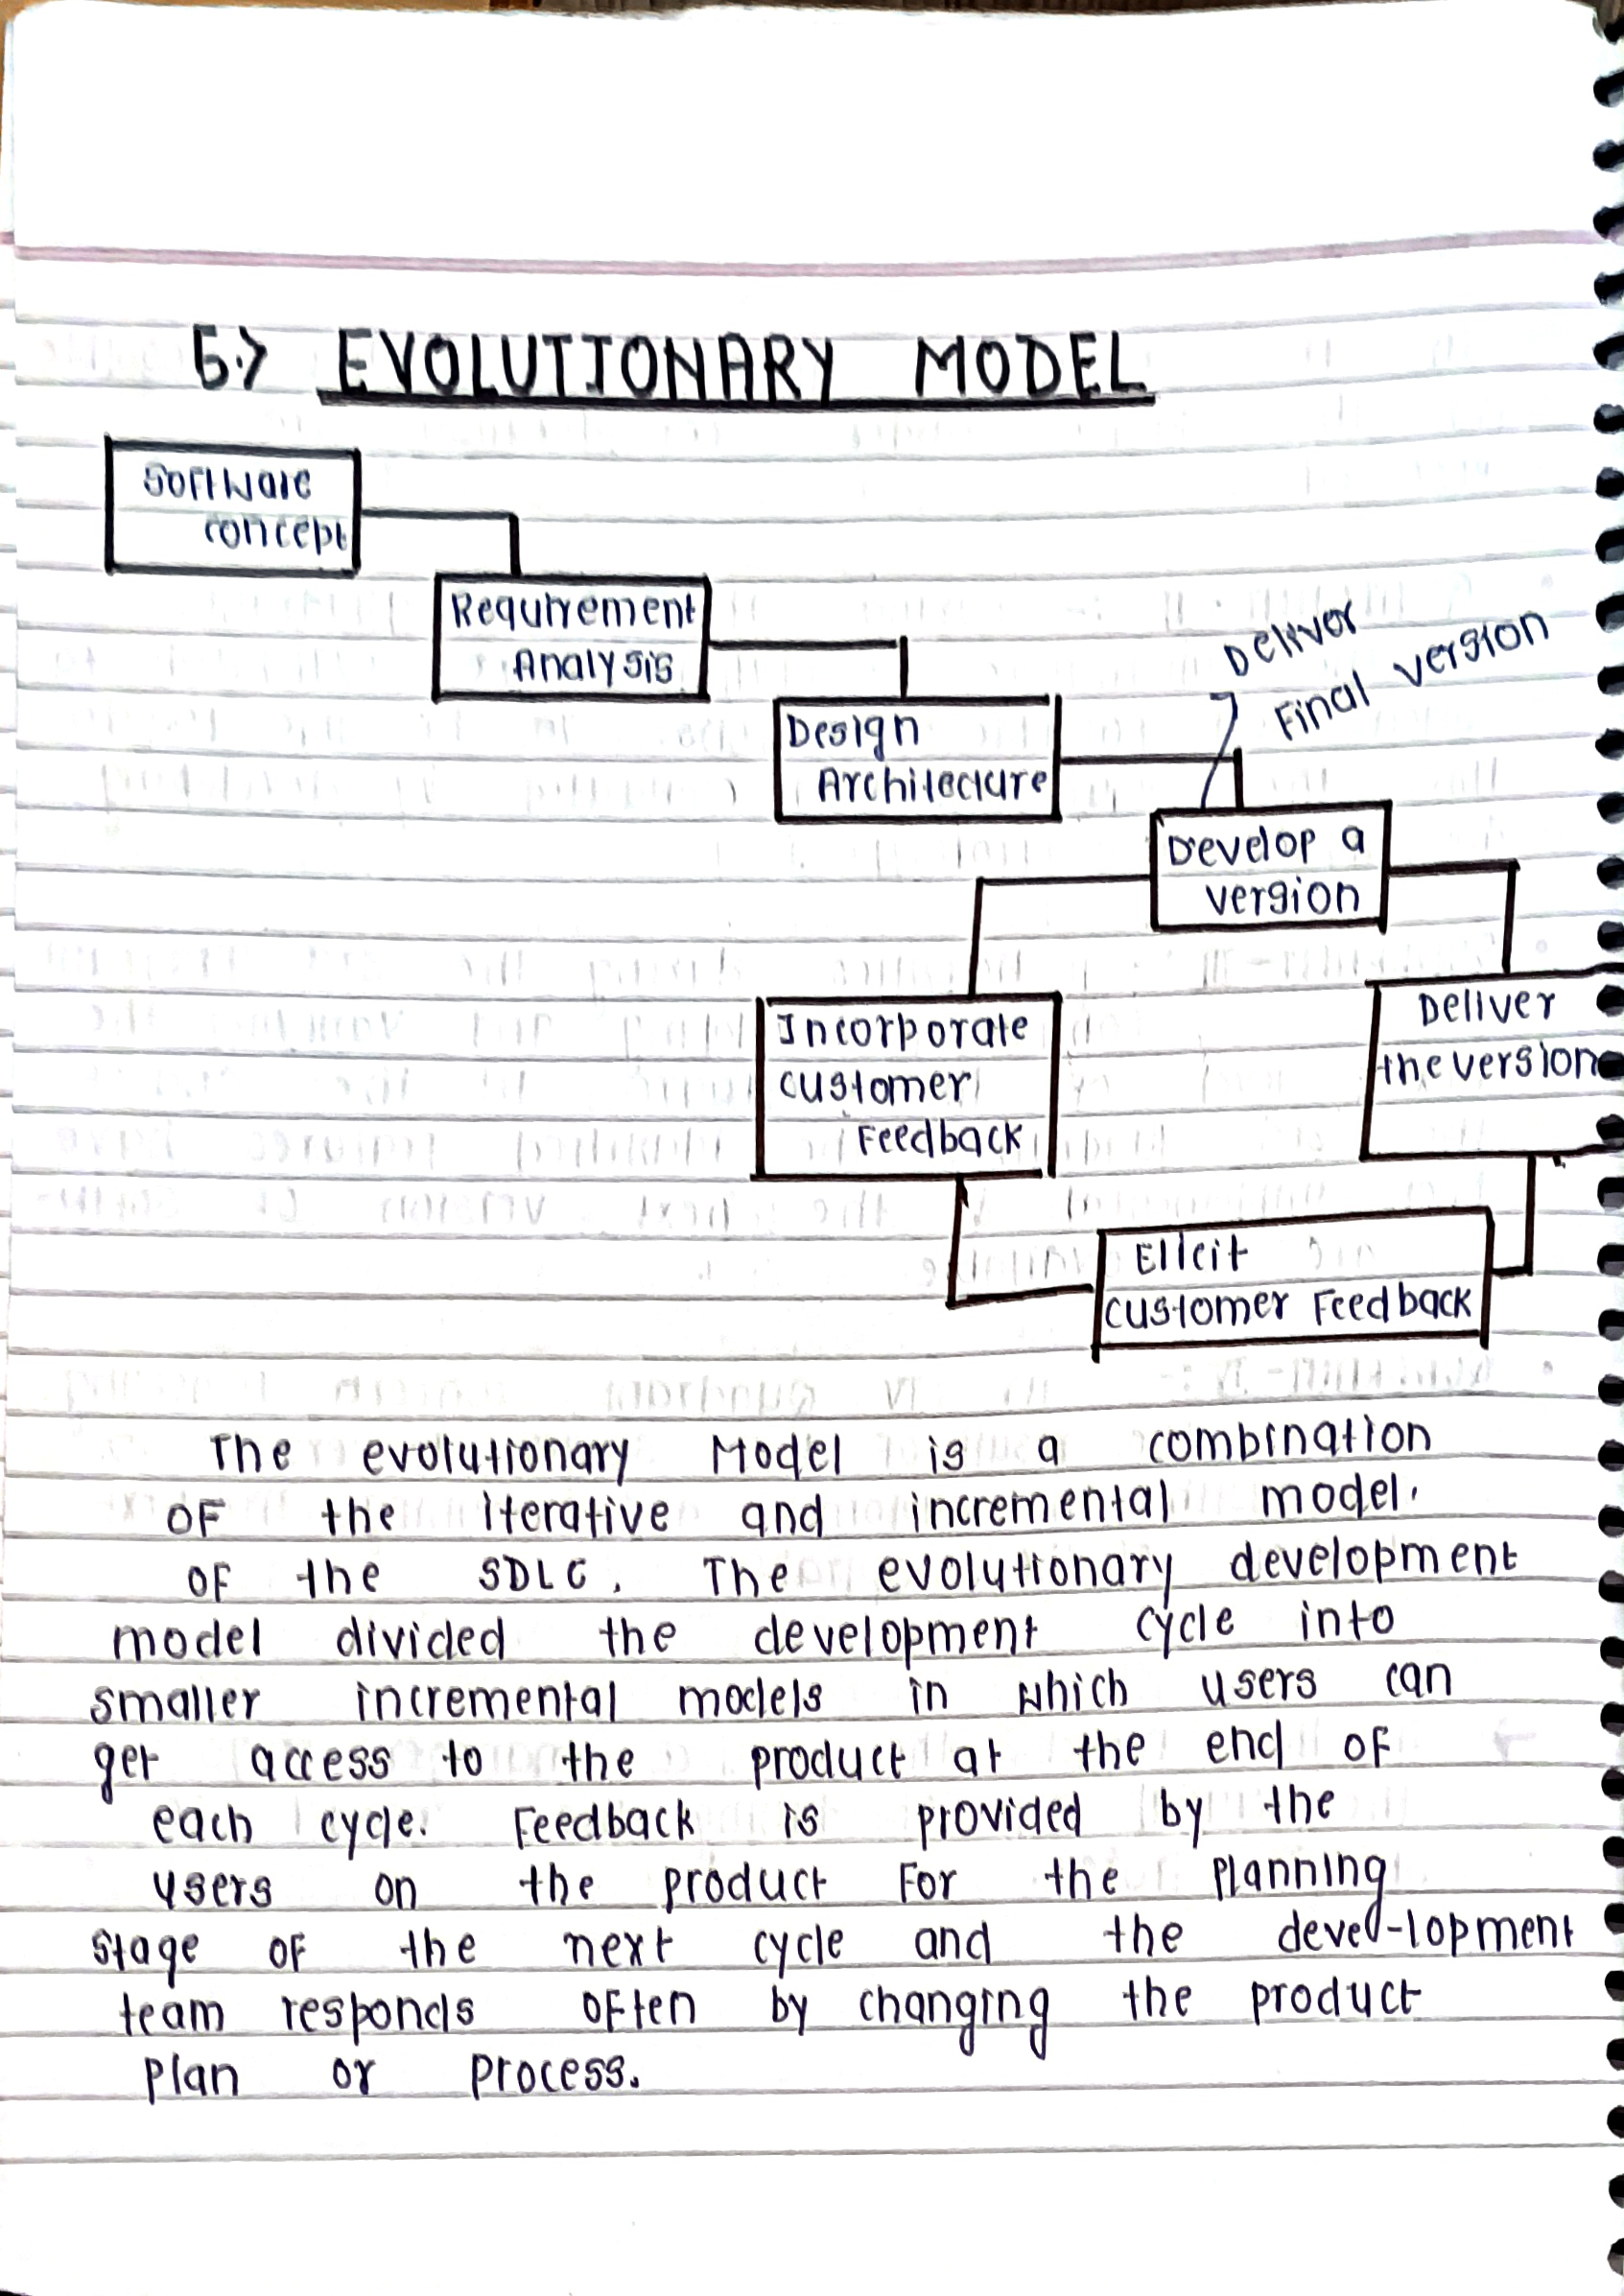 5.> EVOLUTIONARY MODEL
Software
concept
Requirement
Analysis
Deliver
Final version
Design
Architecture
Develop a
version
Incorporate
customer
Feedback
Deliver
the version
Elicit
customer Feedback
The evolutionary Model is a combination
OF the iterative and incremental model.
OF the SDLC. The evolutionary development
model divided the development cycle into
smaller incremental models in which users can
get access to the product at the end OF
each cycle. Feedback is provided by the
users on the product For the planning
stage OF the next cycle and the devel-lopment
team responds often by changing the product
plan or process.